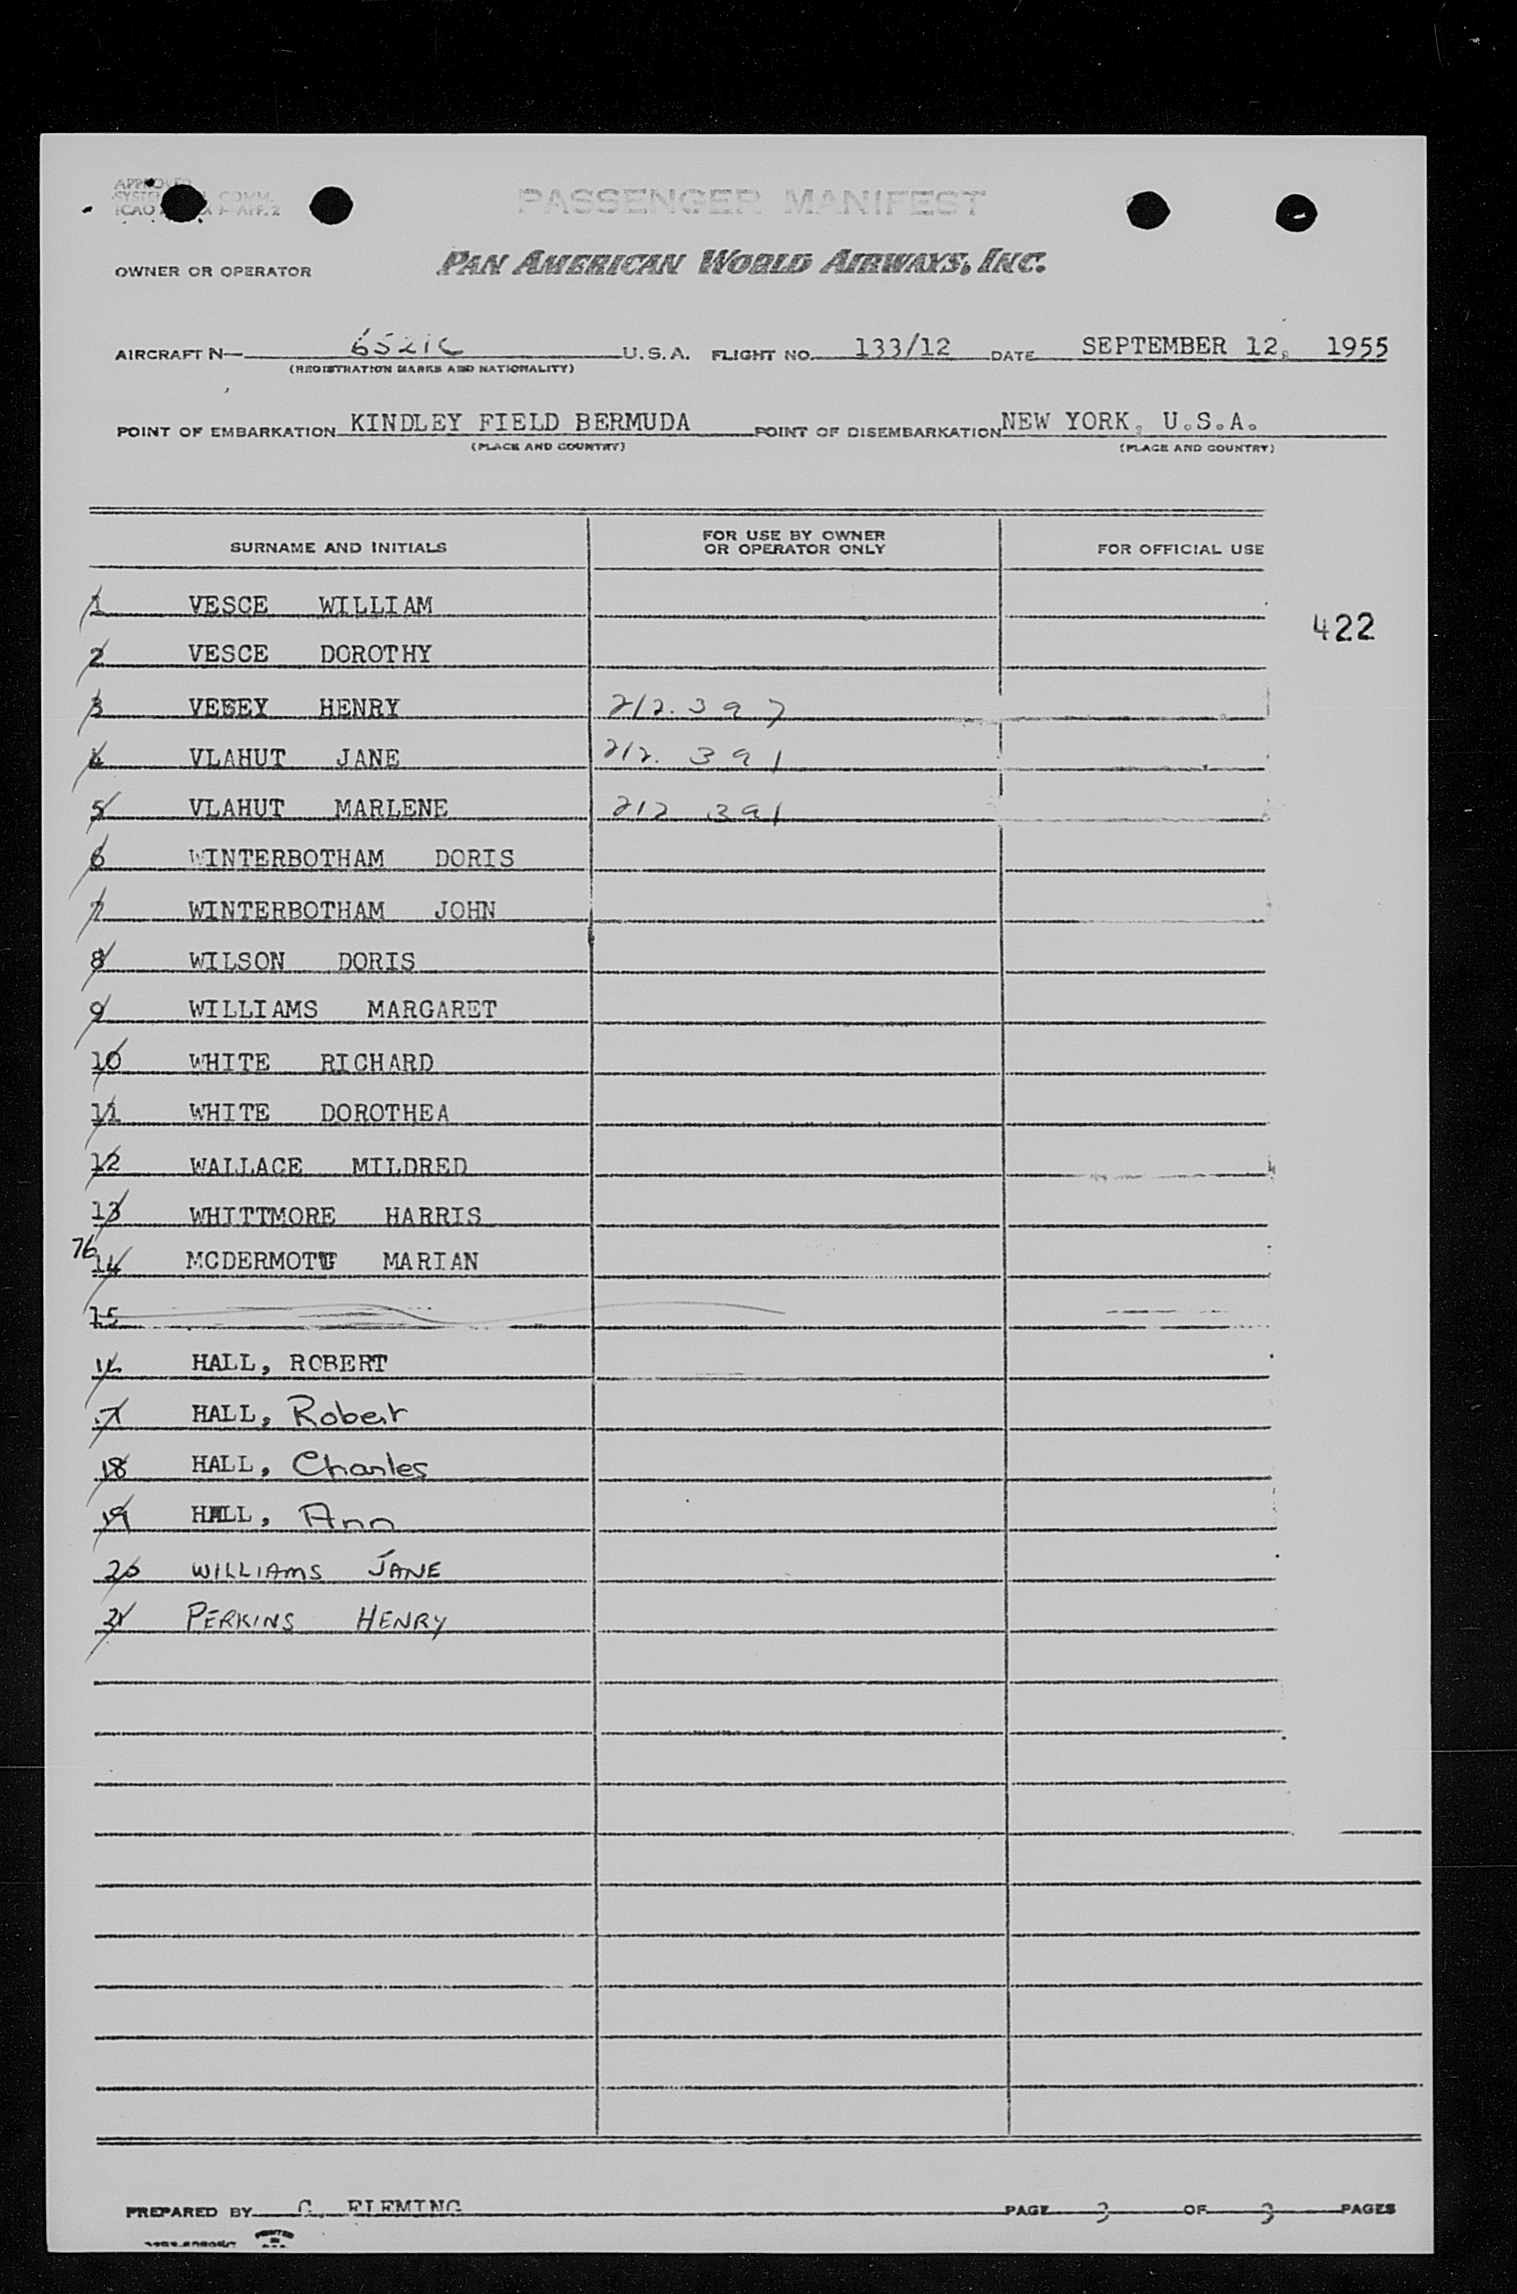 PASSENGER MANIFEST
OWNER OR OPERATOR PAN AMERICAN WORLD AIRWAYS, INC.
AIRCRAFT N- 6521C U.S.A. FLIGHT NO. 133/12 DATE SEPTEMBER 12, 1955
(REGISTRATION MARKS AND NATIONALITY)
POINT OF EMBARKATION KINDLEY FIELD BERMUDA POINT OF DISEMBARKATION NEW YORK, U.S.A.
(PLACE AND COUNTRY) (PLACE AND COUNTRY)
SURNAME AND INITIALS FOR USE BY OWNER OR OPERATOR ONLY FOR OFFICIAL USE
1 VESCE WILLIAM
422
2 VESCE DOROTHY
3 VESEY HENRY 212.397
4 VLAHUT JANE 212. 391
5 VLAHUT MARLENE 212 391
6 WINTERBOTHAM DORIS
7 WINTERBOTHAM JOHN
8 WILSON DORIS
9 WILLIAMS MARGARET
10 WHITE RICHARD
11 WHITE DOROTHEA
12 WALLACE MILDRED
13 WHITTMORE HARRIS
76
14 MCDERMOTT MARIAN
15
16 HALL, ROBERT
17 HALL, Robert
18 HALL, Charles
19 HALL, Ann
20 WILLIAMS JANE
21 PERKINS HENRY
PREPARED BY C. FLEMING PAGE 3 OF 3 PAGES